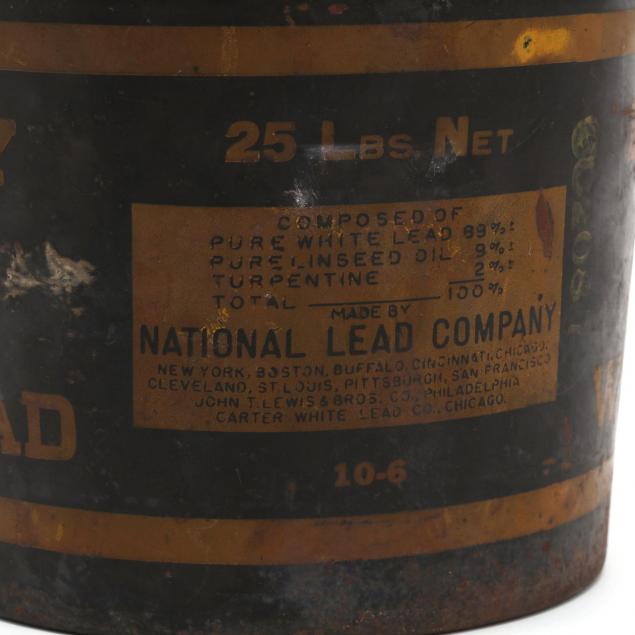 25 LBS NET
COMPOSED OF
PURE WHITE LEAD 89%±
PURE LINSEED OIL 9%±
TURPENTINE 2%±
TOTAL 100%
MADE BY
NATIONAL LEAD COMPANY
NEW YORK, BOSTON, BUFFALO, CINCINNATI, CHICAGO,
CLEVELAND, ST. LOUIS, PITTSBURGH, SAN FRANCISCO
JOHN T. LEWIS & BROS. CO., PHILADELPHIA
CARTER WHITE LEAD CO., CHICAGO.
AD
W
10-6